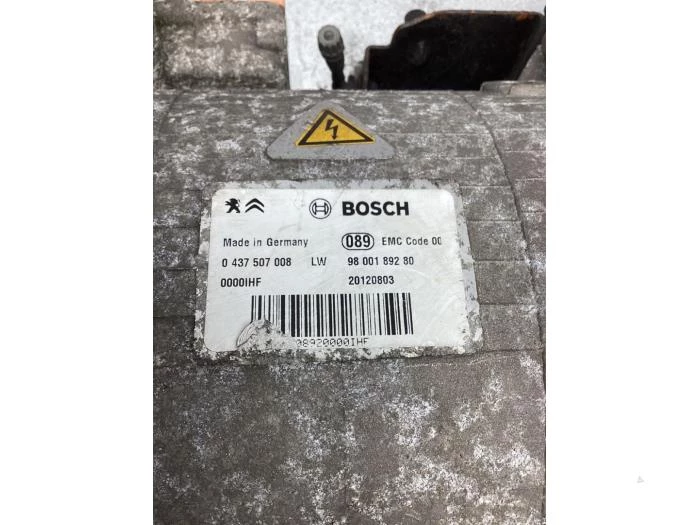 BOSCH
Made in Germany 089 EMC Code 00
0 437 507 008 LW 98 001 892 80
0000IHF 20120803
08920000IHF